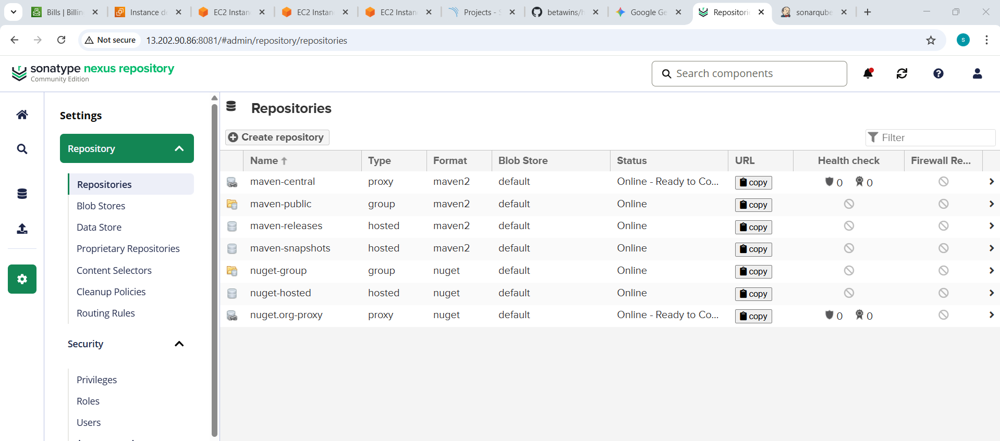 Bills | Billin
Instance de
EC2 Instan
EC2 Instan
EC2 Instan
Projects - S
betawins/h
Google Ge
Repositorie
sonarqube
Not secure
13.202.90.86:8081/#admin/repository/repositories
s
sonatype nexus repository
Community Edition
Search components
Settings
Repository
Repositories
Blob Stores
Data Store
Proprietary Repositories
Content Selectors
Cleanup Policies
Routing Rules
Security
Privileges
Roles
Users
Repositories
Create repository
Filter
Name Type Format Blob Store Status URL Health check Firewall Re...
maven-central proxy maven2 default Online - Ready to Co... copy 0 0
maven-public group maven2 default Online copy
maven-releases hosted maven2 default Online copy
maven-snapshots hosted maven2 default Online copy
nuget-group group nuget default Online copy
nuget-hosted hosted nuget default Online copy
nuget.org-proxy proxy nuget default Online - Ready to Co... copy 0 0